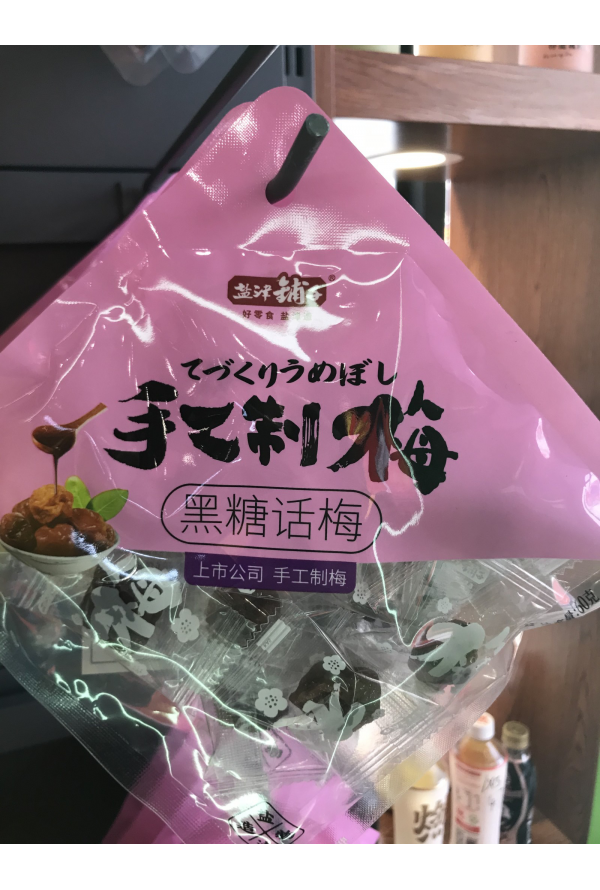 盐津铺子®
好零食 盐津造
てづくりうめぼし
手工制梅
黑糖话梅
上市公司 手工制梅